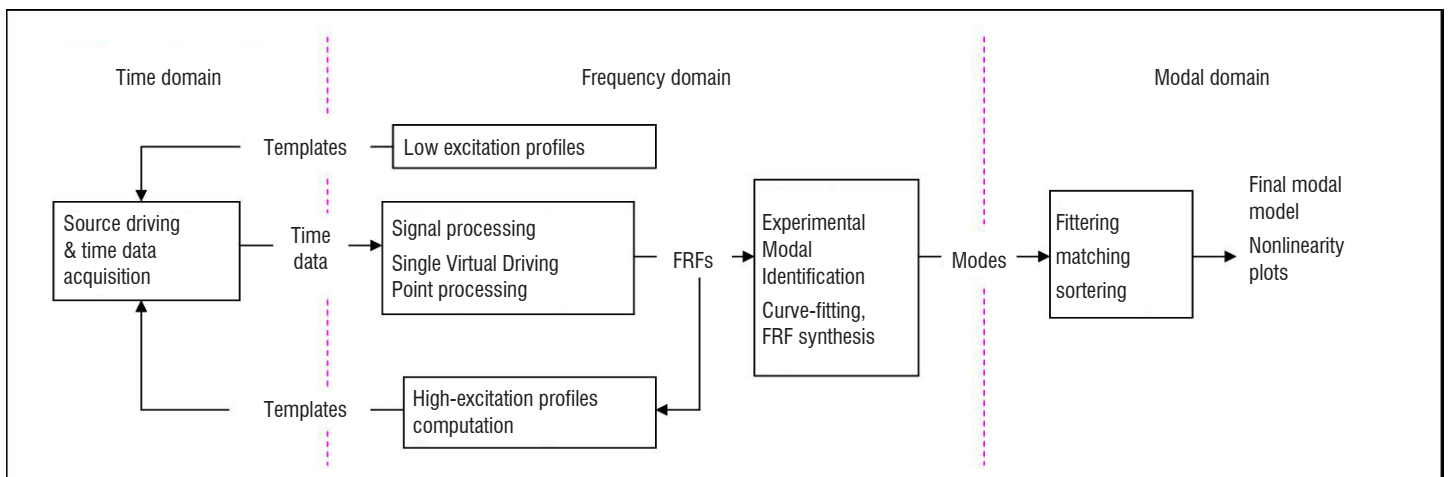 Time domain
Frequency domain
Modal domain
Templates
Low excitation profiles
Source driving
& time data
acquisition
Time
data
Signal processing
Single Virtual Driving
Point processing
FRFs
Experimental
Modal
Identification
Curve-fitting,
FRF synthesis
Modes
Fittering
matching
sortering
Final modal
model
Nonlinearity
plots
Templates
High-excitation profiles
computation